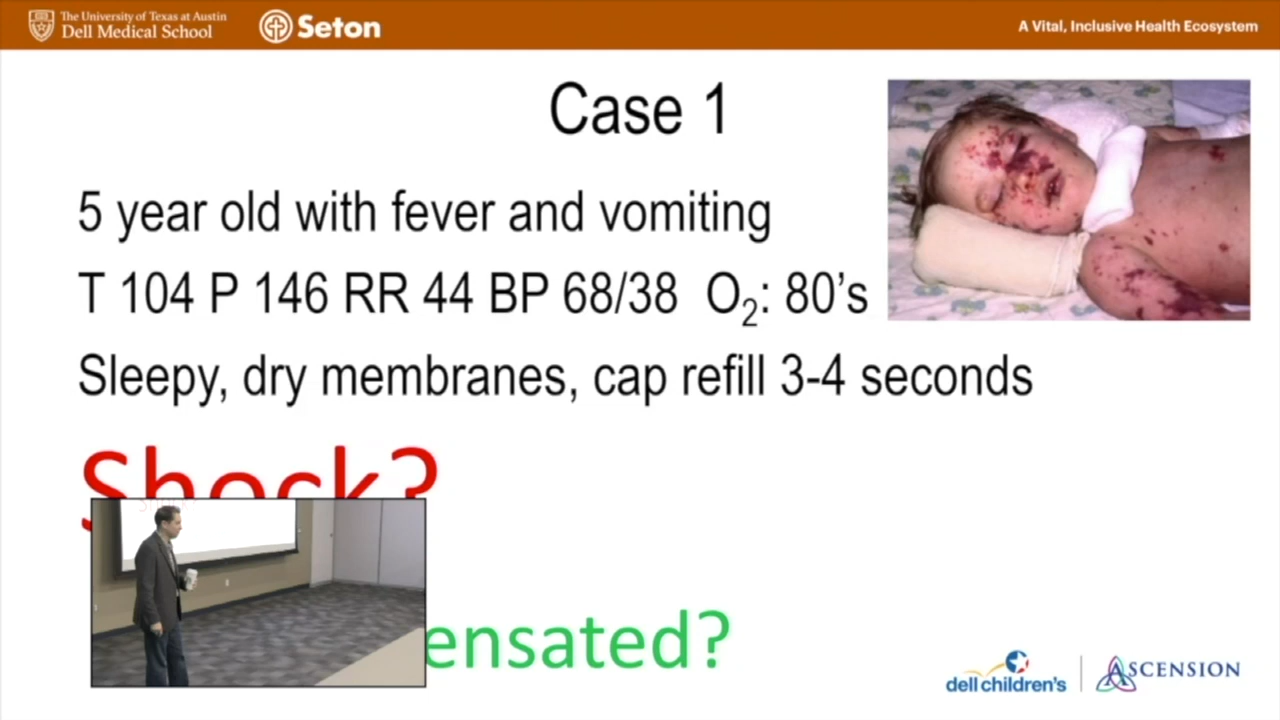 The University of Texas at Austin
Dell Medical School
Seton
A Vital, Inclusive Health Ecosystem
Case 1
5 year old with fever and vomiting
T 104 P 146 RR 44 BP 68/38 O₂: 80’s
Sleepy, dry membranes, cap refill 3-4 seconds
Shock?
ensated?
dell children's
ASCENSION